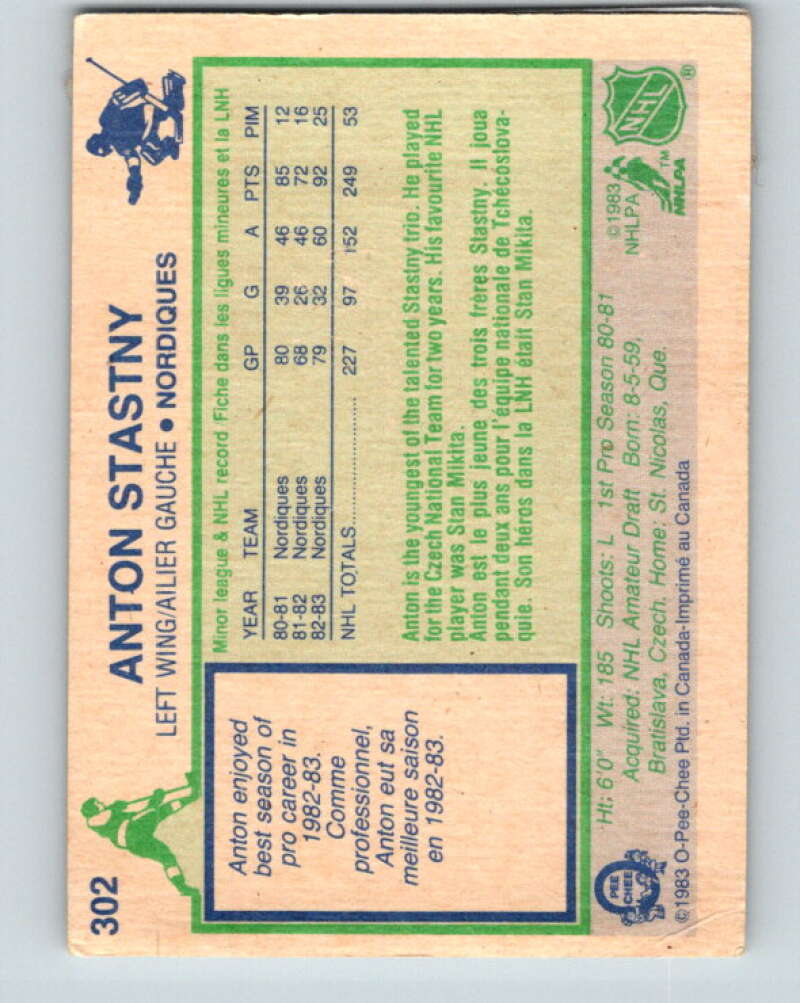 302
ANTON STASTNY
LEFT WING/AILIER GAUCHE • NORDIQUES
Anton enjoyed
best season of
pro career in
1982-83.
Comme
professionnel,
Anton eut sa
meilleure saison
en 1982-83.
Minor league & NHL record Fiche dans les ligues mineures et la LNH
YEAR TEAM GP G A PTS PIM
80-81 Nordiques 80 39 46 85 12
81-82 Nordiques 68 26 46 72 16
82-83 Nordiques 79 32 60 92 25
NHL TOTALS 227 97 152 249 53
Anton is the youngest of the talented Stastny trio. He played
for the Czech National Team for two years. His favourite NHL
player was Stan Mikita.
Anton est le plus jeune des trois frères Stastny. Il joua
pendant deux ans pour l'équipe nationale de Tchécoslova-
quie. Son héros dans la LNH était Stan Mikita.
Ht: 6'0" Wt: 185 Shoots: L 1st Pro Season 80-81
Acquired: NHL Amateur Draft Born: 8-5-59,
Bratislava, Czech. Home: St. Nicolas, Que.
©1983 O-Pee-Chee Ptd. in Canada-Imprimé au Canada
O
PEE
CHEE
©1983
NHLPA
NHL
®
TM
NHLPA